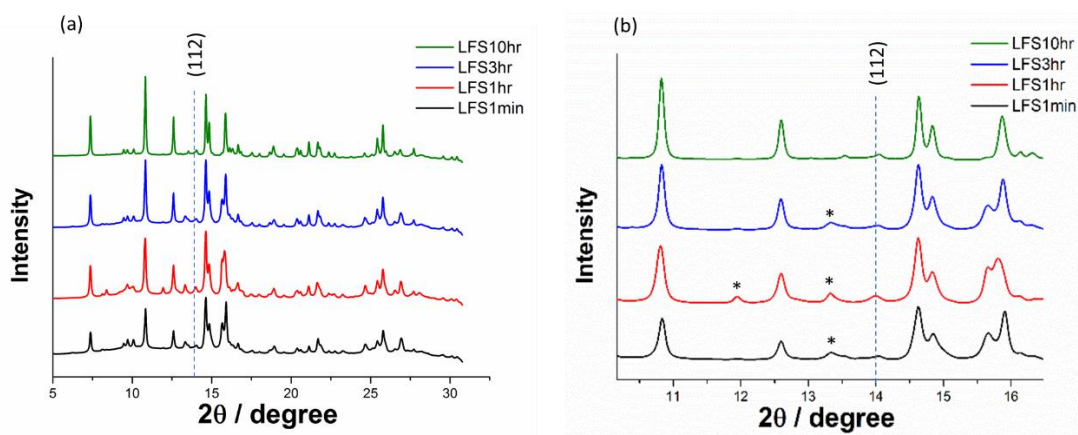 (a)
(112)
LFS10hr
LFS3hr
LFS1hr
LFS1min
Intensity
5 10 15 20 25 30
2θ / degree
(b)
(112)
LFS10hr
LFS3hr
LFS1hr
LFS1min
*
* *
*
Intensity
11 12 13 14 15 16
2θ / degree